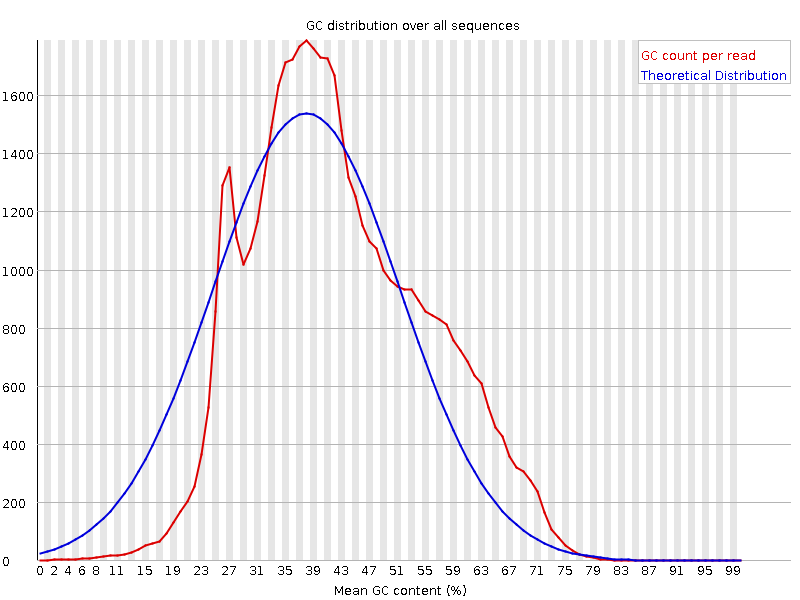 GC distribution over all sequences
GC count per read
Theoretical Distribution
1600
1400
1200
1000
800
600
400
200
0
0 2 4 6 8 11 15 19 23 27 31 35 39 43 47 51 55 59 63 67 71 75 79 83 87 91 95 99
Mean GC content (%)